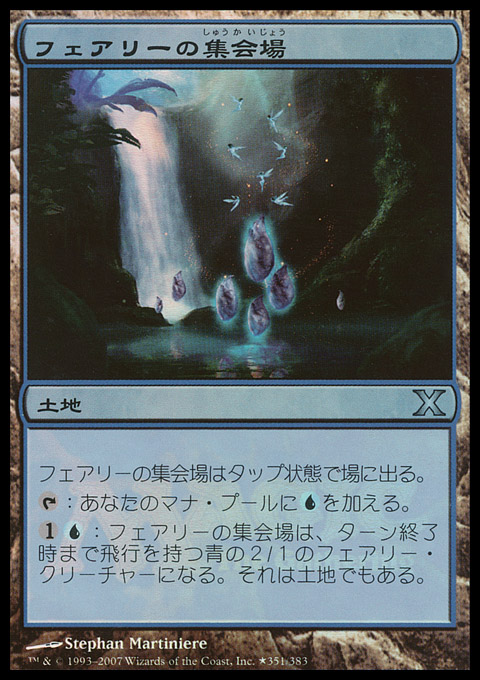 しゅうかいじょう
フェアリーの集会場
土地
X
フェアリーの集会場はタップ状態で場に出る。
:あなたのマナ・プールに を加える。
1 :フェアリーの集会場は、ターン終了
時まで飛行を持つ青の2/1のフェアリー・
クリーチャーになる。それは土地でもある。
Stephan Martiniere
™ & © 1993–2007 Wizards of the Coast, Inc. ★351/383